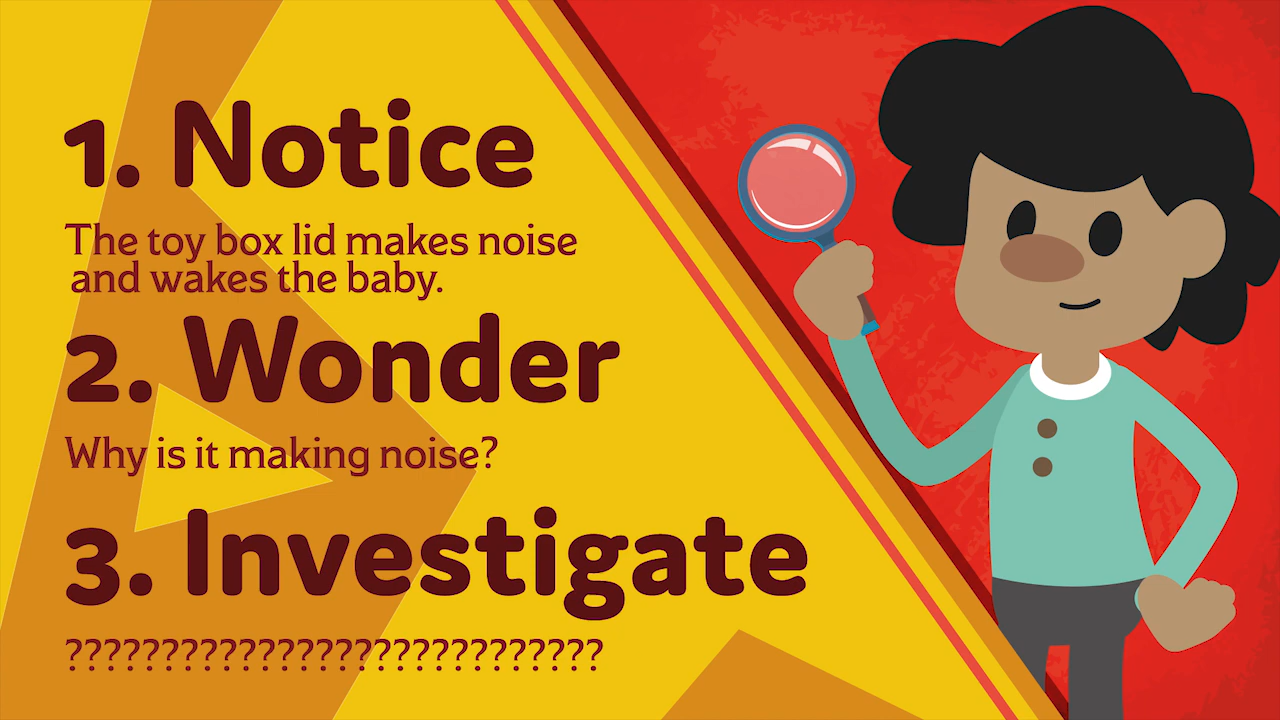 1. Notice
The toy box lid makes noise
and wakes the baby.
2. Wonder
Why is it making noise?
3. Investigate
????????????????????????????